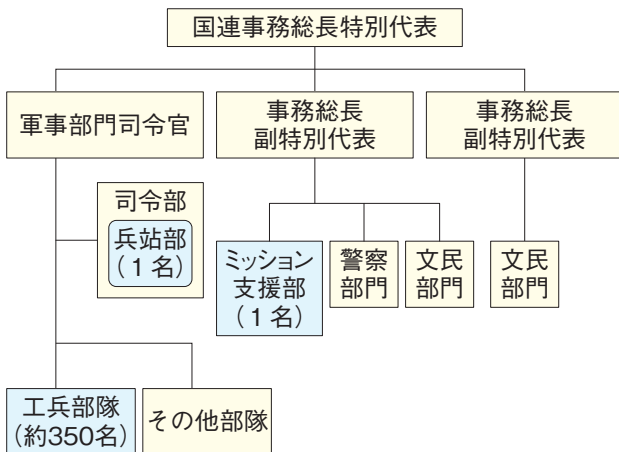 国連事務総長特別代表
軍事部門司令官
事務総長
副特別代表
事務総長
副特別代表
司令部
兵站部
（1名）
ミッション
支援部
（1名）
警察
部門
文民
部門
文民
部門
工兵部隊
（約350名）
その他部隊